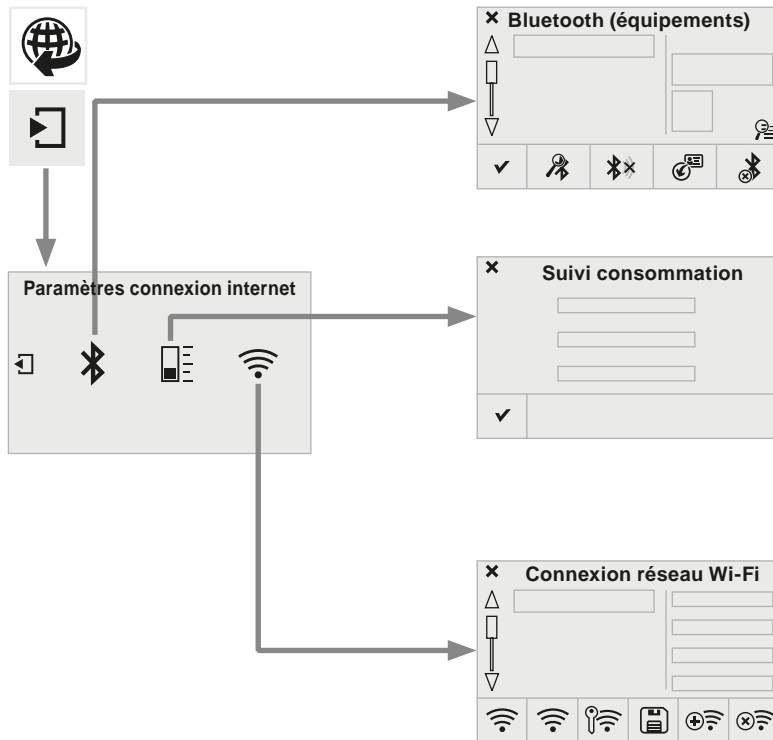 Bluetooth (équipements)
Paramètres connexion internet
Suivi consommation
Connexion réseau Wi-Fi